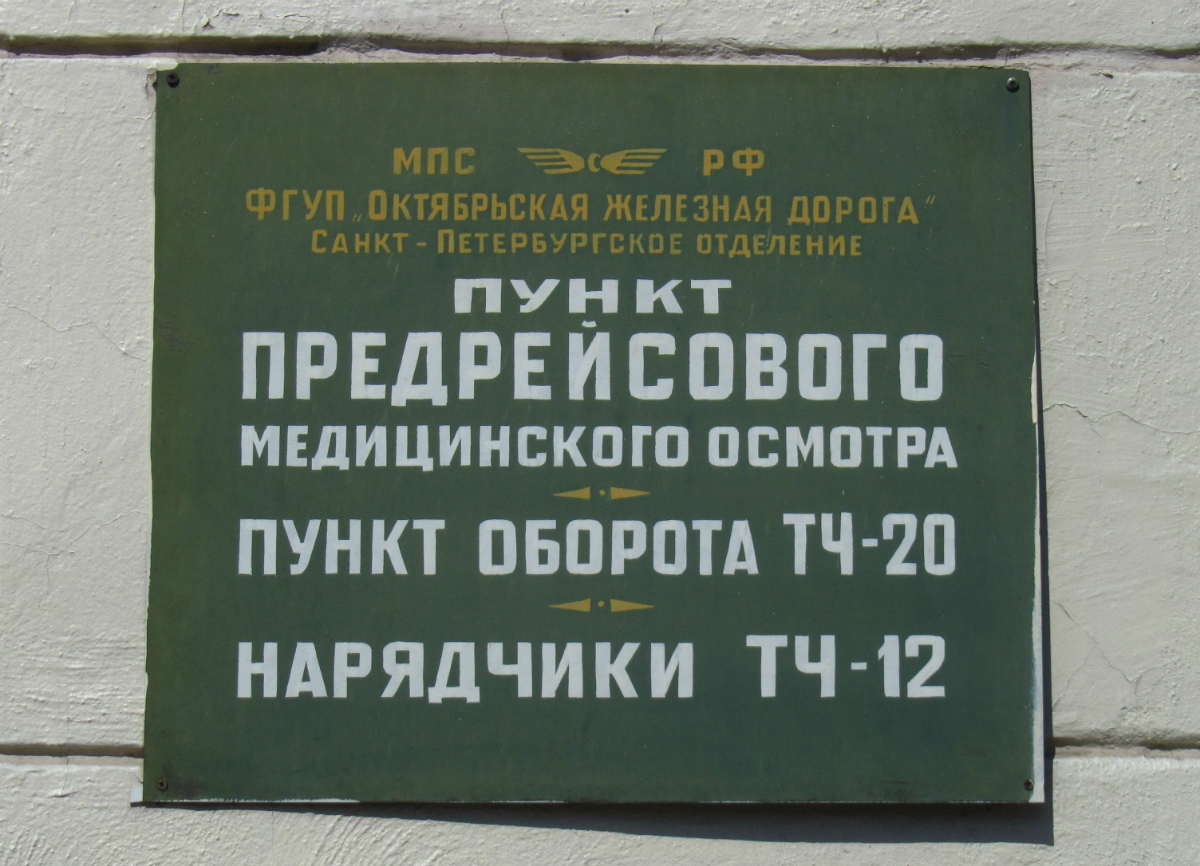 МПС С РФ
ФГУП „ОКТЯБРЬСКАЯ ЖЕЛЕЗНАЯ ДОРОГА"
САНКТ-ПЕТЕРБУРГСКОЕ ОТДЕЛЕНИЕ
ПУНКТ
ПРЕДРЕЙСОВОГО
МЕДИЦИНСКОГО ОСМОТРА
ПУНКТ ОБОРОТА ТЧ-20
НАРЯДЧИКИ ТЧ-12